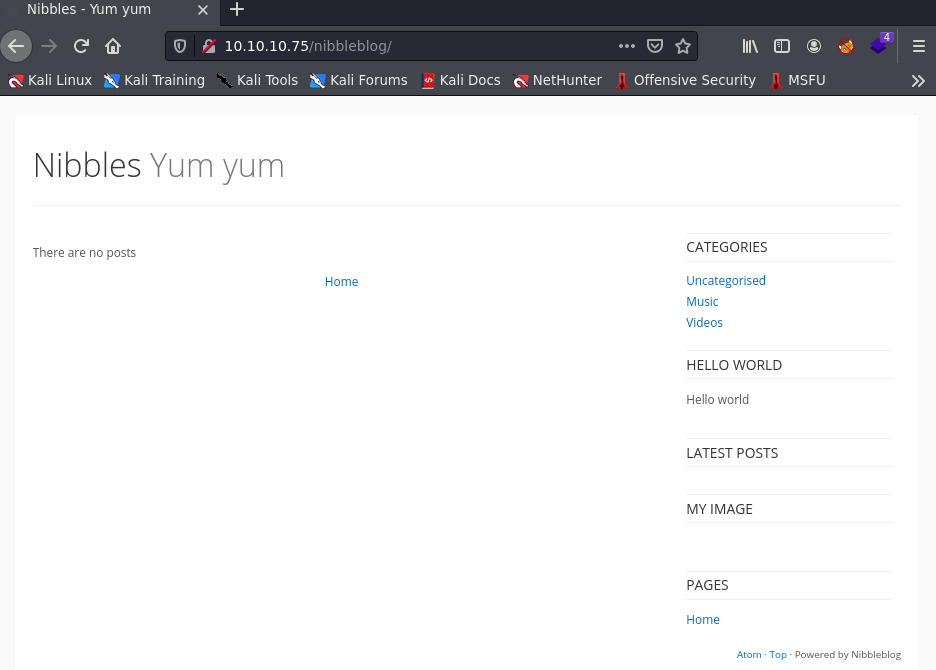 Nibbles - Yum yum
10.10.10.75/nibbleblog/
4
Kali Linux Kali Training Kali Tools Kali Forums Kali Docs NetHunter Offensive Security MSFU
Nibbles Yum yum
There are no posts
Home
CATEGORIES
Uncategorised
Music
Videos
HELLO WORLD
Hello world
LATEST POSTS
MY IMAGE
PAGES
Home
Atom · Top · Powered by Nibbleblog